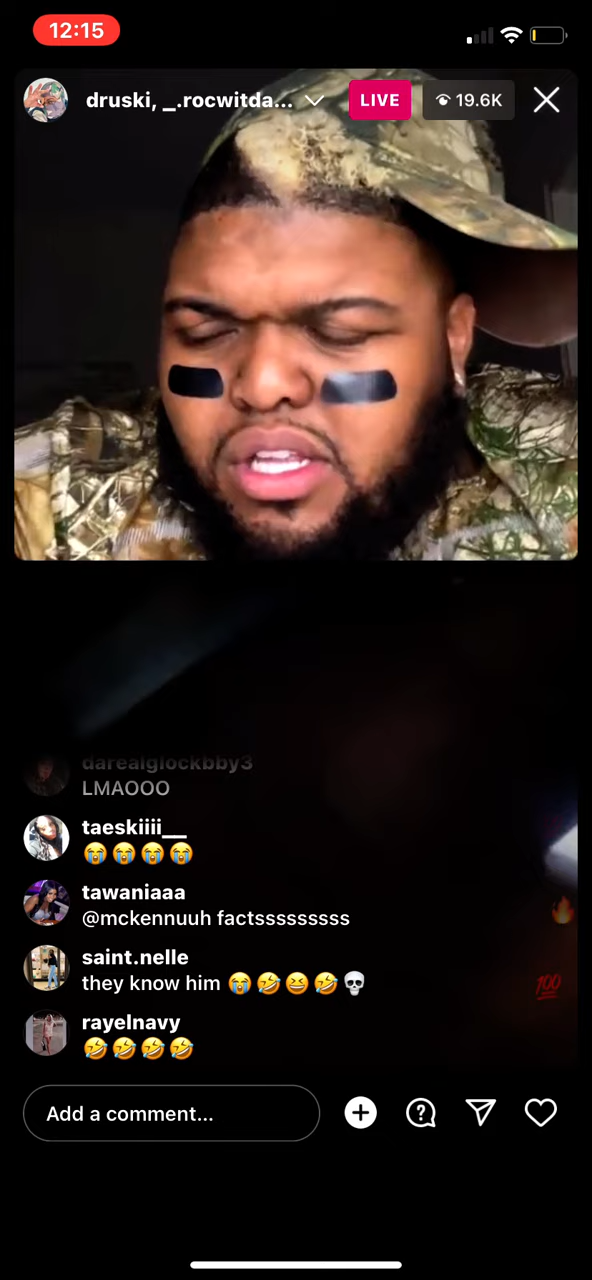 12:15
druski, _.rocwitda...
LIVE
19.6K
darealglockbby3
LMAOOO
taeskiiii__
😭😭😭😭
tawaniaaa
@mckennuuh factsssssssss
saint.nelle
they know him 😭🤣😆🤣💀
rayelnavy
🤣🤣🤣🤣
🔥
💯
Add a comment...